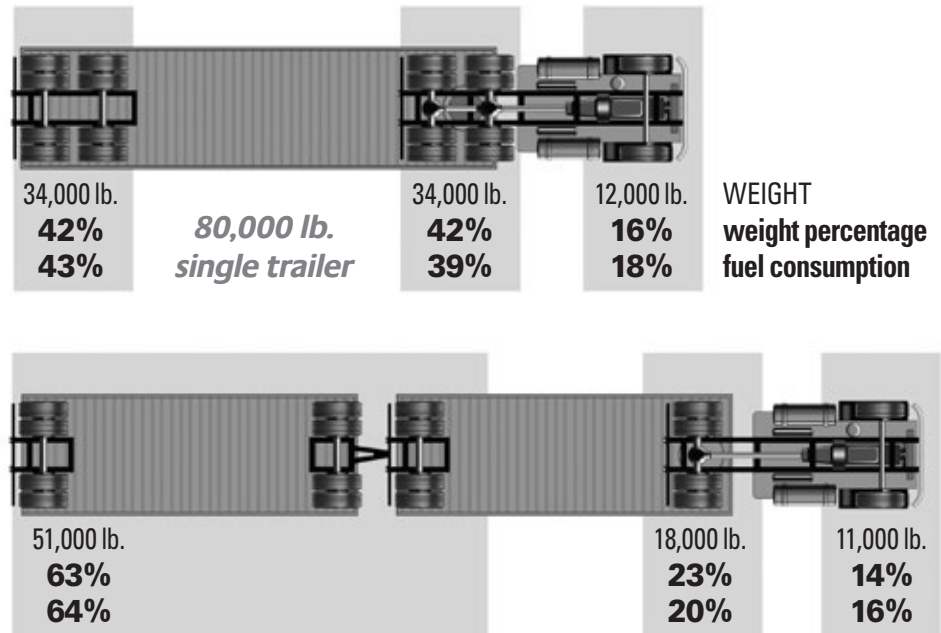 34,000 lb.
42%
43%
80,000 lb.
single trailer
34,000 lb.
42%
39%
12,000 lb.
16%
18%
WEIGHT
weight percentage
fuel consumption
51,000 lb.
63%
64%
18,000 lb.
23%
20%
11,000 lb.
14%
16%